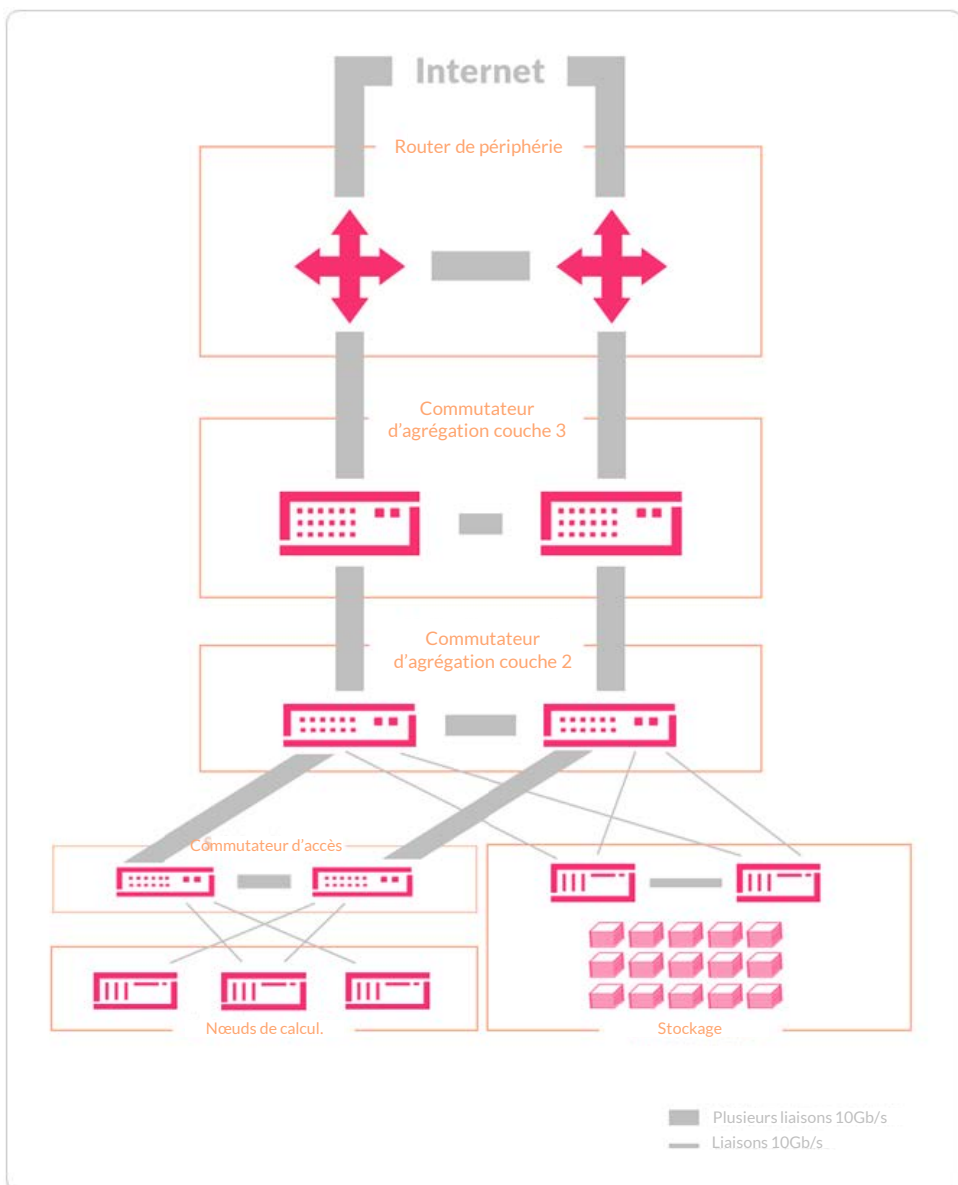 Internet
Router de périphérie
Commutateur
d'agrégation couche 3
Commutateur
d'agrégation couche 2
Commutateur d'accès
Nœuds de calcul.
Stockage
Plusieurs liaisons 10Gb/s
Liaisons 10Gb/s